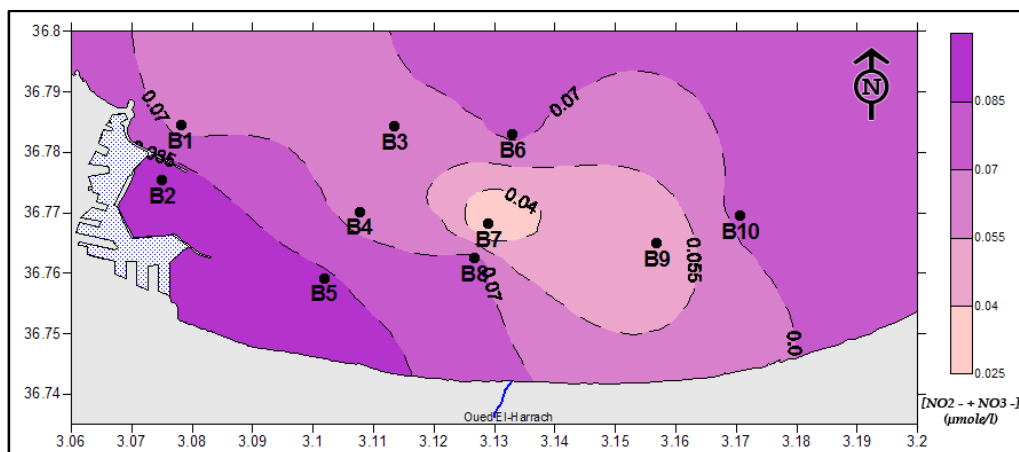 36.8
36.79
36.78
36.77
36.76
36.75
36.74
3.06 3.07 3.08 3.09 3.1 3.11 3.12 3.13 3.14 3.15 3.16 3.17 3.18 3.19 3.2
0.07
B1
B3
B6
0.07
N
B2
B4
0.04
B7
B10
B8
B9
0.055
B5
0.07
0.0
Oued El-Harrach
0.085
0.07
0.055
0.04
0.025
[NO2 - + NO3 -]
(µmole/l)